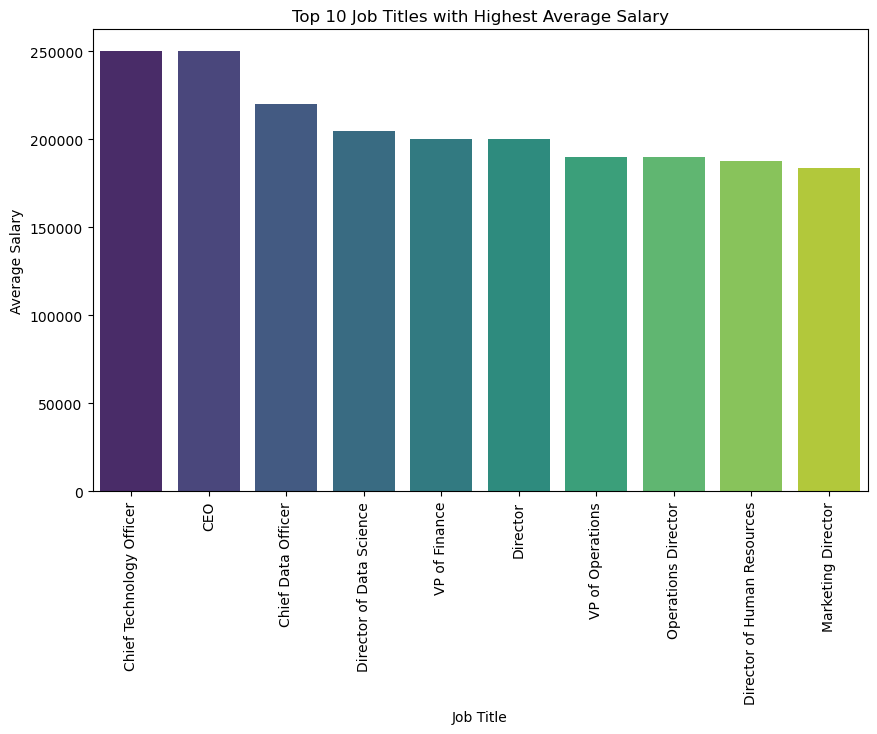 Top 10 Job Titles with Highest Average Salary
Average Salary
250000
200000
150000
100000
50000
0
Chief Technology Officer
CEO
Chief Data Officer
Director of Data Science
VP of Finance
Director
VP of Operations
Operations Director
Director of Human Resources
Marketing Director
Job Title